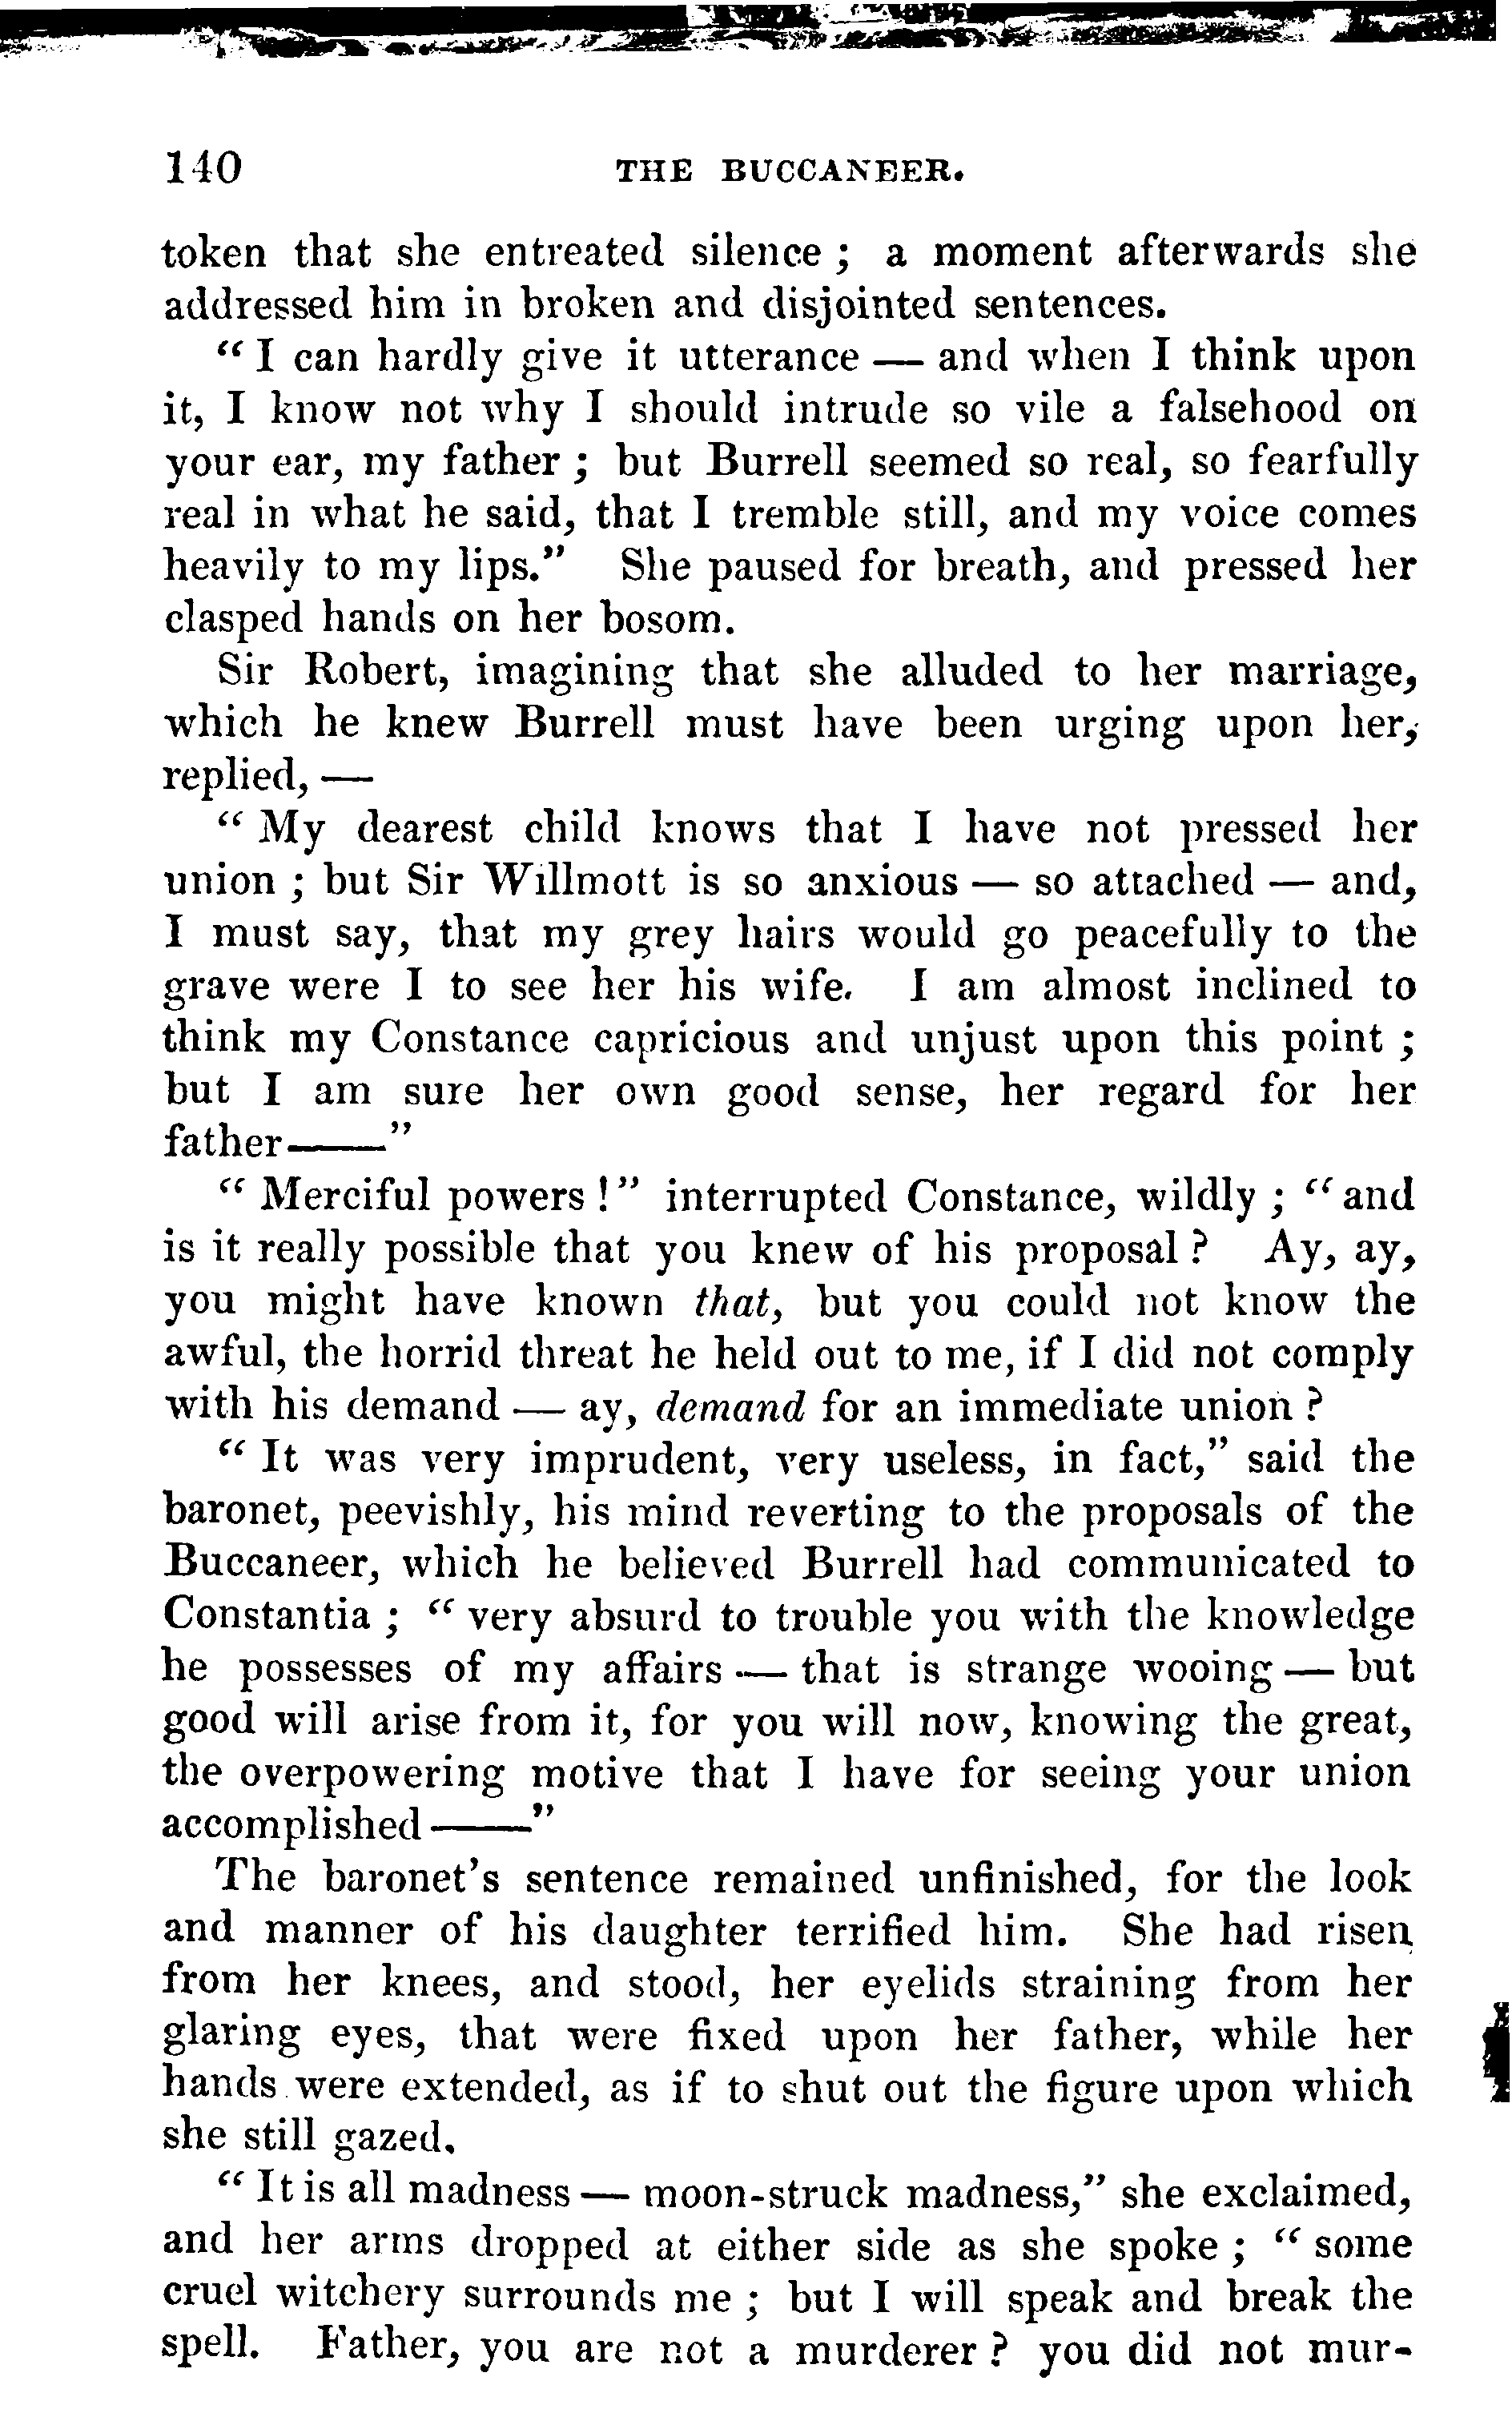 140 THE BUCCANEER.
token that she entreated silence ; a moment afterwards she
addressed him in broken and disjointed sentences.
“ I can hardly give it utterance — and when I think upon
it, I know not why I should intrude so vile a falsehood on
your ear, my father ; but Burrell seemed so real, so fearfully
real in what he said, that I tremble still, and my voice comes
heavily to my lips.” She paused for breath, and pressed her
clasped hands on her bosom.
Sir Robert, imagining that she alluded to her marriage,
which he knew Burrell must have been urging upon her,
replied, —
“ My dearest child knows that I have not pressed her
union ; but Sir Willmott is so anxious — so attached — and,
I must say, that my grey hairs would go peacefully to the
grave were I to see her his wife. I am almost inclined to
think my Constance capricious and unjust upon this point ;
but I am sure her own good sense, her regard for her
father——”
“ Merciful powers !” interrupted Constance, wildly ; “ and
is it really possible that you knew of his proposal ? Ay, ay,
you might have known that, but you could not know the
awful, the horrid threat he held out to me, if I did not comply
with his demand — ay, demand for an immediate union ?
“ It was very imprudent, very useless, in fact,” said the
baronet, peevishly, his mind reverting to the proposals of the
Buccaneer, which he believed Burrell had communicated to
Constantia ; “ very absurd to trouble you with the knowledge
he possesses of my affairs — that is strange wooing — but
good will arise from it, for you will now, knowing the great,
the overpowering motive that I have for seeing your union
accomplished ——”
The baronet’s sentence remained unfinished, for the look
and manner of his daughter terrified him. She had risen
from her knees, and stood, her eyelids straining from her
glaring eyes, that were fixed upon her father, while her
hands were extended, as if to shut out the figure upon which
she still gazed.
“ It is all madness — moon-struck madness,” she exclaimed,
and her arms dropped at either side as she spoke ; “ some
cruel witchery surrounds me ; but I will speak and break the
spell. Father, you are not a murderer ? you did not mur-